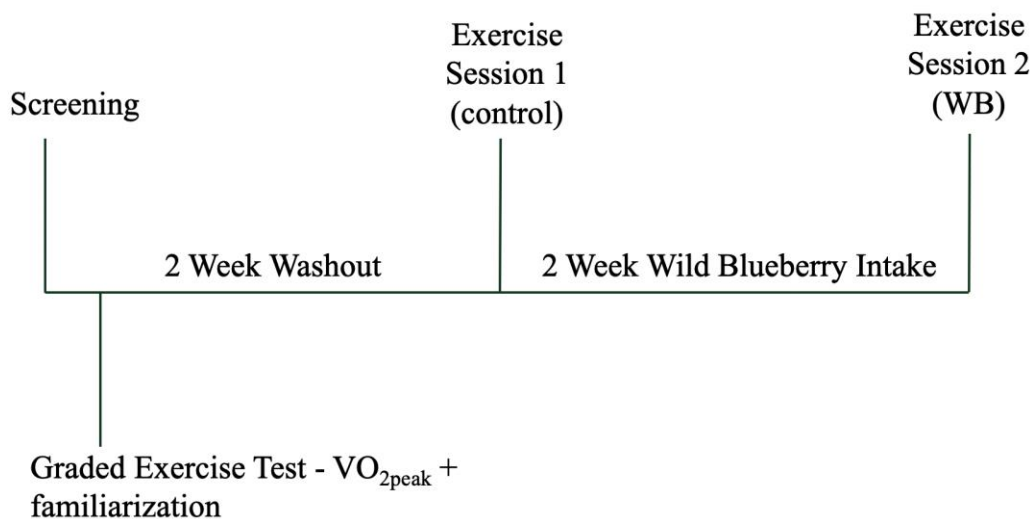 Screening
Exercise
Session 1
(control)
Exercise
Session 2
(WB)
2 Week Washout
2 Week Wild Blueberry Intake
Graded Exercise Test - VO₂peak +
familiarization